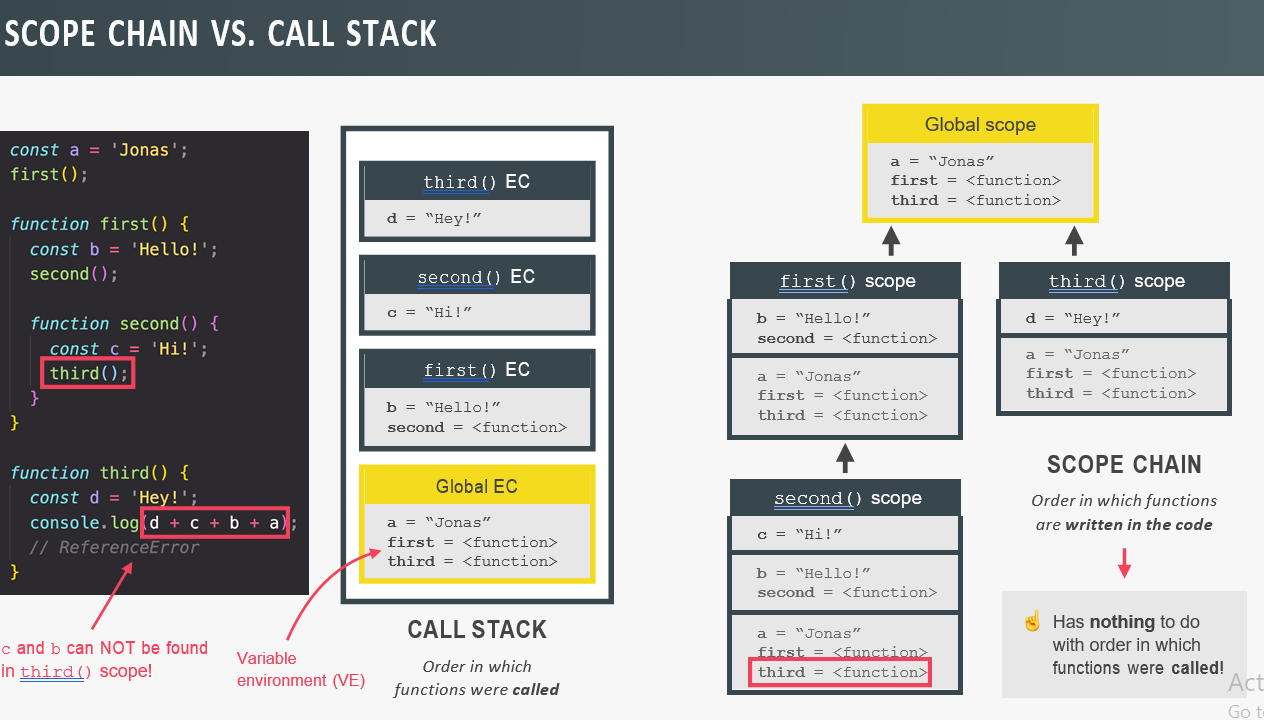 SCOPE CHAIN VS. CALL STACK
const a = 'Jonas';
first();
function first() {
const b = 'Hello!';
second();
function second() {
const c = 'Hi!';
third();
}
}
function third() {
const d = 'Hey!';
console.log(d + c + b + a);
// ReferenceError
}
c and b can NOT be found
in third() scope!
Variable
environment (VE)
third() EC
d = “Hey!”
second() EC
c = “Hi!”
first() EC
b = “Hello!”
second = <function>
Global EC
a = “Jonas”
first = <function>
third = <function>
CALL STACK
Order in which
functions were called
Global scope
a = “Jonas”
first = <function>
third = <function>
first() scope
b = “Hello!”
second = <function>
a = “Jonas”
first = <function>
third = <function>
second() scope
c = “Hi!”
b = “Hello!”
second = <function>
a = “Jonas”
first = <function>
third = <function>
third() scope
d = “Hey!”
a = “Jonas”
first = <function>
third = <function>
SCOPE CHAIN
Order in which functions
are written in the code
☝ Has nothing to do
with order in which
functions were called!
Act
Go to